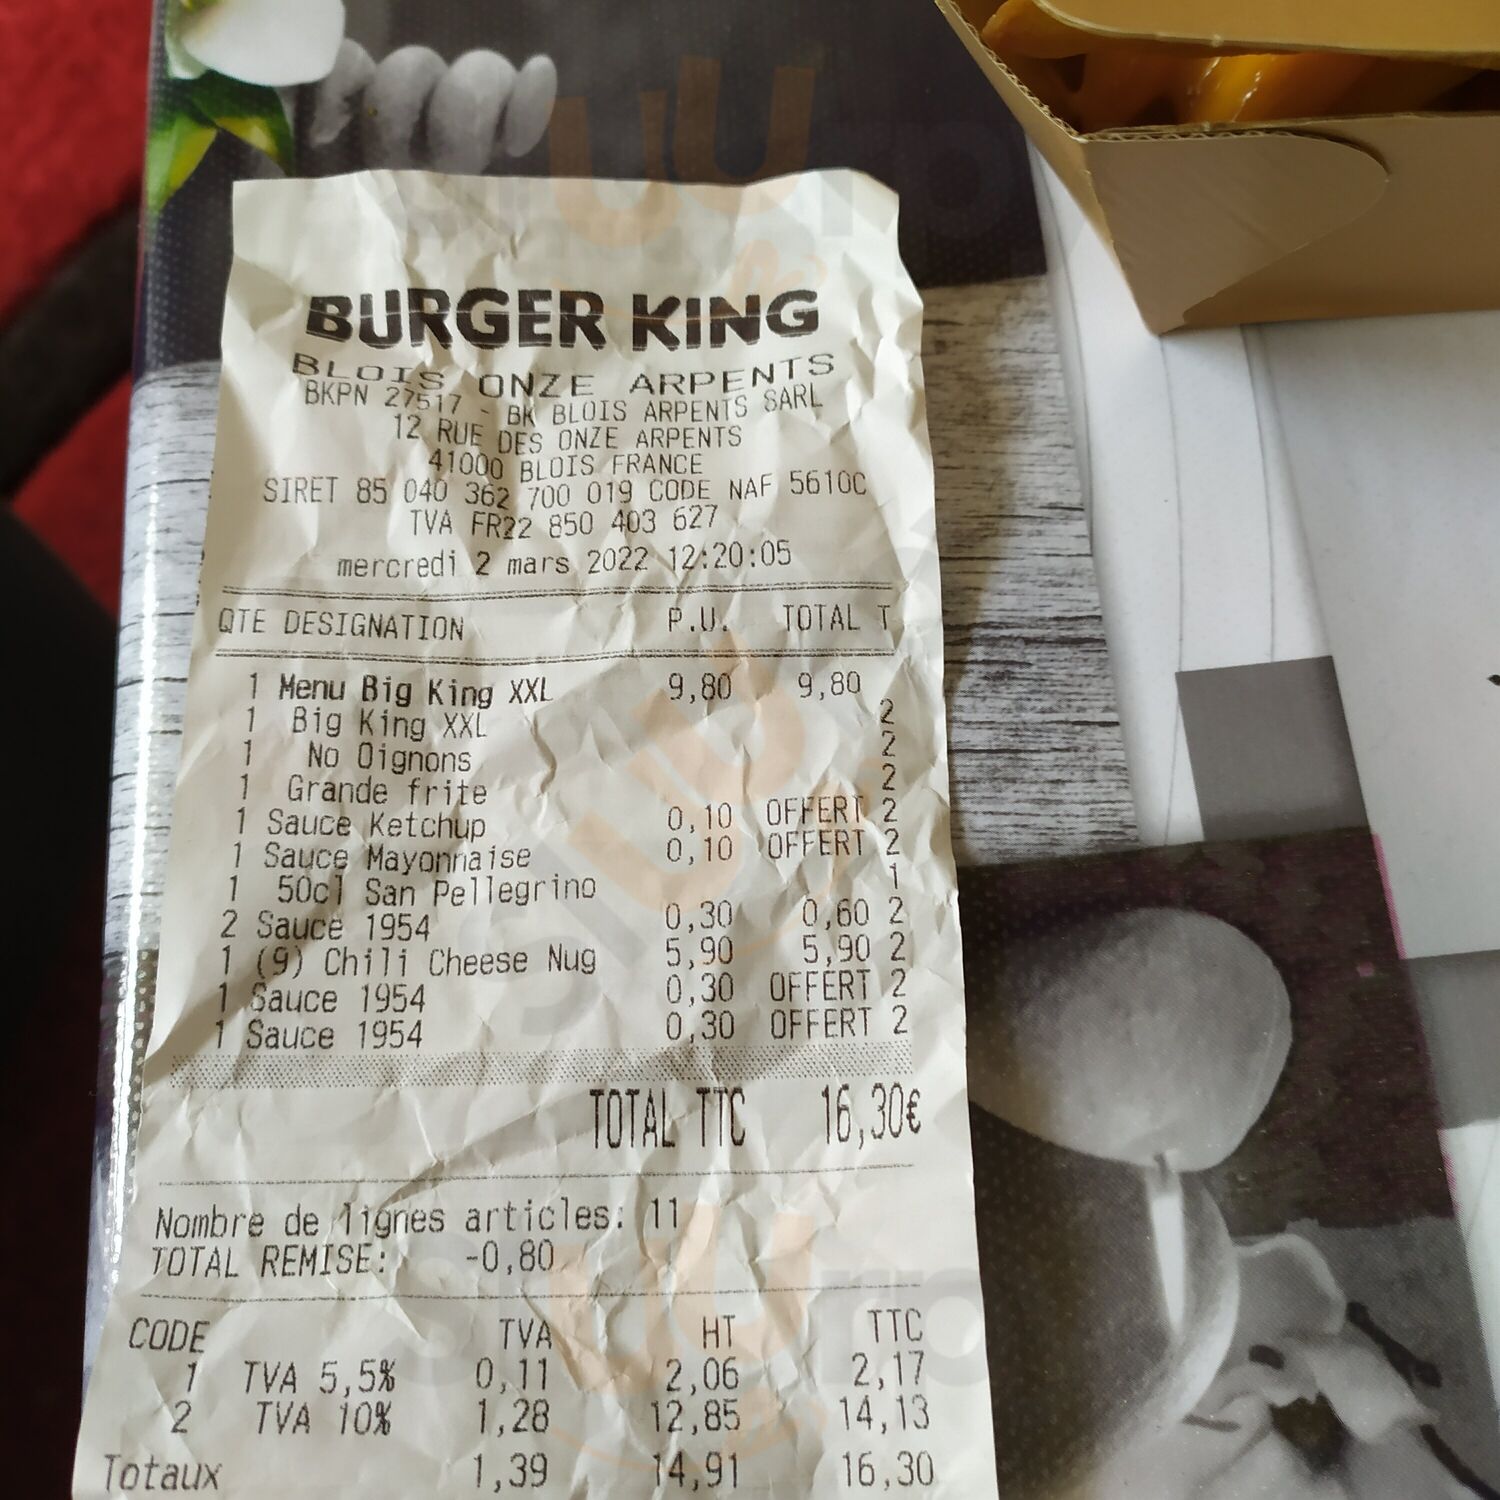 BURGER KING
BLOIS ONZE ARPENTS
BKPN 27517 - BK BLOIS ARPENTS SARL
12 RUE DES ONZE ARPENTS
41000 BLOIS FRANCE
SIRET 85 040 362 700 019 CODE NAF 5610C
TVA FR22 850 403 627
mercredi 2 mars 2022 12:20:05
QTE DESIGNATION P.U. TOTAL T
1 Menu Big King XXL 9,80 9,80
1 Big King XXL 2
1 No Oignons 2
1 Grande frite 2
1 Sauce Ketchup 0,10 OFFERT 2
1 Sauce Mayonnaise 0,10 OFFERT 2
1 50cl San Pellegrino 1
2 Sauce 1954 0,30 0,60 2
1 (9) Chili Cheese Nug 5,90 5,90 2
1 Sauce 1954 0,30 OFFERT 2
1 Sauce 1954 0,30 OFFERT 2
TOTAL TTC 16,30€
Nombre de lignes articles: 11
TOTAL REMISE: -0,80
CODE TVA HT TTC
1 TVA 5,5% 0,11 2,06 2,17
2 TVA 10% 1,28 12,85 14,13
Totaux 1,39 14,91 16,30